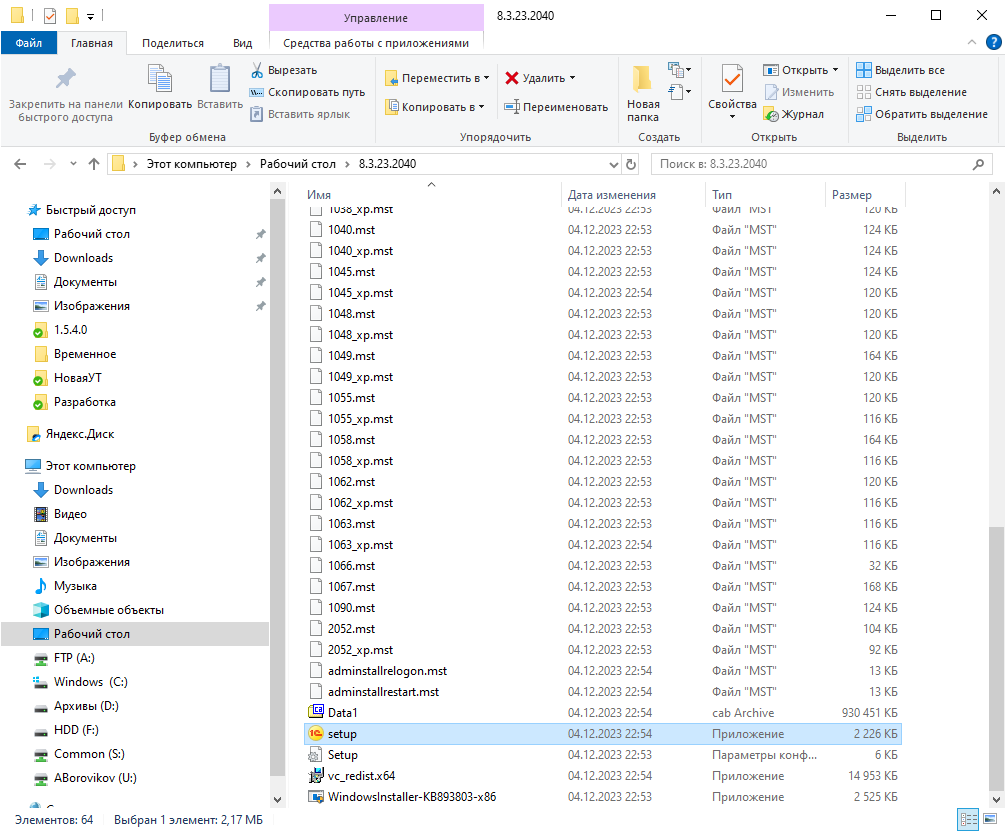 Управление
8.3.23.2040
Файл Главная Поделиться Вид Средства работы с приложениями
Закрепить на панели быстрого доступа
Копировать
Вставить
Вырезать
Скопировать путь
Вставить ярлык
Буфер обмена
Переместить в
Копировать в
Удалить
Переименовать
Упорядочить
Новая папка
Создать
Свойства
Открыть
Изменить
Журнал
Открыть
Выделить все
Снять выделение
Обратить выделение
Выделить
Этот компьютер Рабочий стол 8.3.23.2040
Поиск в: 8.3.23.2040
Быстрый доступ
Рабочий стол
Downloads
Документы
Изображения
1.5.4.0
Временное
НоваяУТ
Разработка
Яндекс.Диск
Этот компьютер
Downloads
Видео
Документы
Изображения
Музыка
Объемные объекты
Рабочий стол
FTP (A:)
Windows (C:)
Архивы (D:)
HDD (F:)
Common (S:)
ABorovikov (U:)
Имя Дата изменения Тип Размер
1038_xp.mst 04.12.2023 22:53 Файл "MST" 120 КБ
1040.mst 04.12.2023 22:53 Файл "MST" 124 КБ
1040_xp.mst 04.12.2023 22:53 Файл "MST" 124 КБ
1045.mst 04.12.2023 22:53 Файл "MST" 124 КБ
1045_xp.mst 04.12.2023 22:54 Файл "MST" 120 КБ
1048.mst 04.12.2023 22:53 Файл "MST" 120 КБ
1048_xp.mst 04.12.2023 22:53 Файл "MST" 120 КБ
1049.mst 04.12.2023 22:53 Файл "MST" 164 КБ
1049_xp.mst 04.12.2023 22:53 Файл "MST" 120 КБ
1055.mst 04.12.2023 22:53 Файл "MST" 120 КБ
1055_xp.mst 04.12.2023 22:53 Файл "MST" 116 КБ
1058.mst 04.12.2023 22:53 Файл "MST" 164 КБ
1058_xp.mst 04.12.2023 22:53 Файл "MST" 116 КБ
1062.mst 04.12.2023 22:53 Файл "MST" 120 КБ
1062_xp.mst 04.12.2023 22:53 Файл "MST" 116 КБ
1063.mst 04.12.2023 22:53 Файл "MST" 116 КБ
1063_xp.mst 04.12.2023 22:54 Файл "MST" 116 КБ
1066.mst 04.12.2023 22:53 Файл "MST" 32 КБ
1067.mst 04.12.2023 22:53 Файл "MST" 168 КБ
1090.mst 04.12.2023 22:53 Файл "MST" 124 КБ
2052.mst 04.12.2023 22:53 Файл "MST" 104 КБ
2052_xp.mst 04.12.2023 22:53 Файл "MST" 92 КБ
adminstallrelogon.mst 04.12.2023 22:54 Файл "MST" 13 КБ
adminstallrestart.mst 04.12.2023 22:54 Файл "MST" 13 КБ
Data1 04.12.2023 22:54 cab Archive 930 451 КБ
setup 04.12.2023 22:54 Приложение 2 226 КБ
Setup 04.12.2023 22:53 Параметры конф... 6 КБ
vc_redist.x64 04.12.2023 22:54 Приложение 14 953 КБ
WindowsInstaller-KB893803-x86 04.12.2023 22:53 Приложение 2 525 КБ
Элементов: 64 Выбран 1 элемент: 2,17 МБ